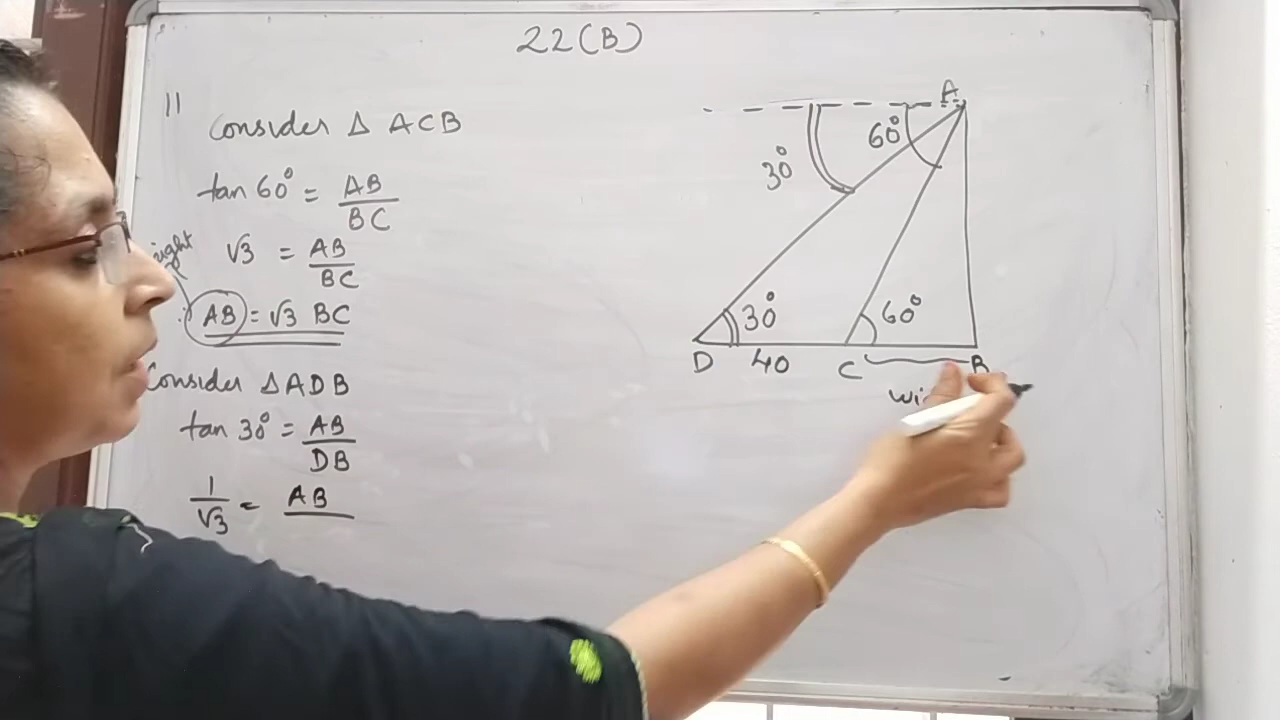 22(B)
11
Consider Δ ACB
tan 60° = AB
BC
√3 = AB
BC
∴ AB = √3 BC
Consider Δ ADB
tan 30° = AB
DB
1
√3 = AB
A
60°
30°
30°
60°
D 40 C B